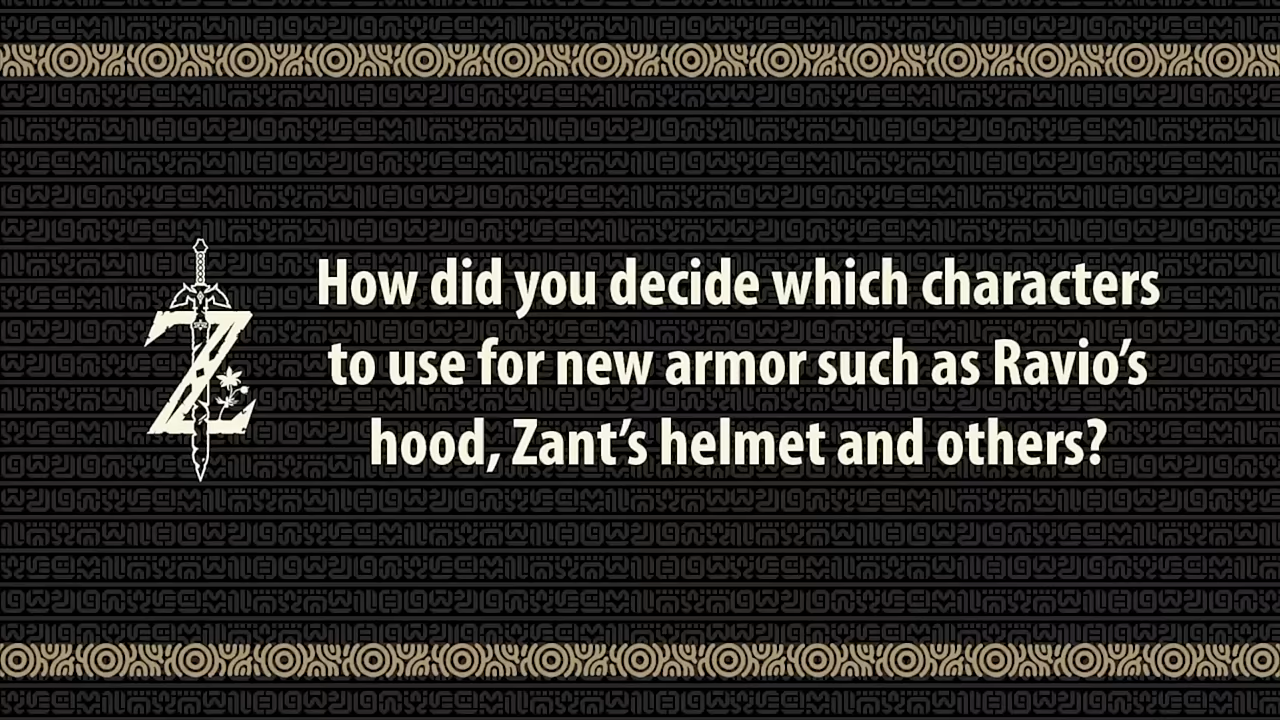 How did you decide which characters
to use for new armor such as Ravio’s
hood, Zant’s helmet and others?